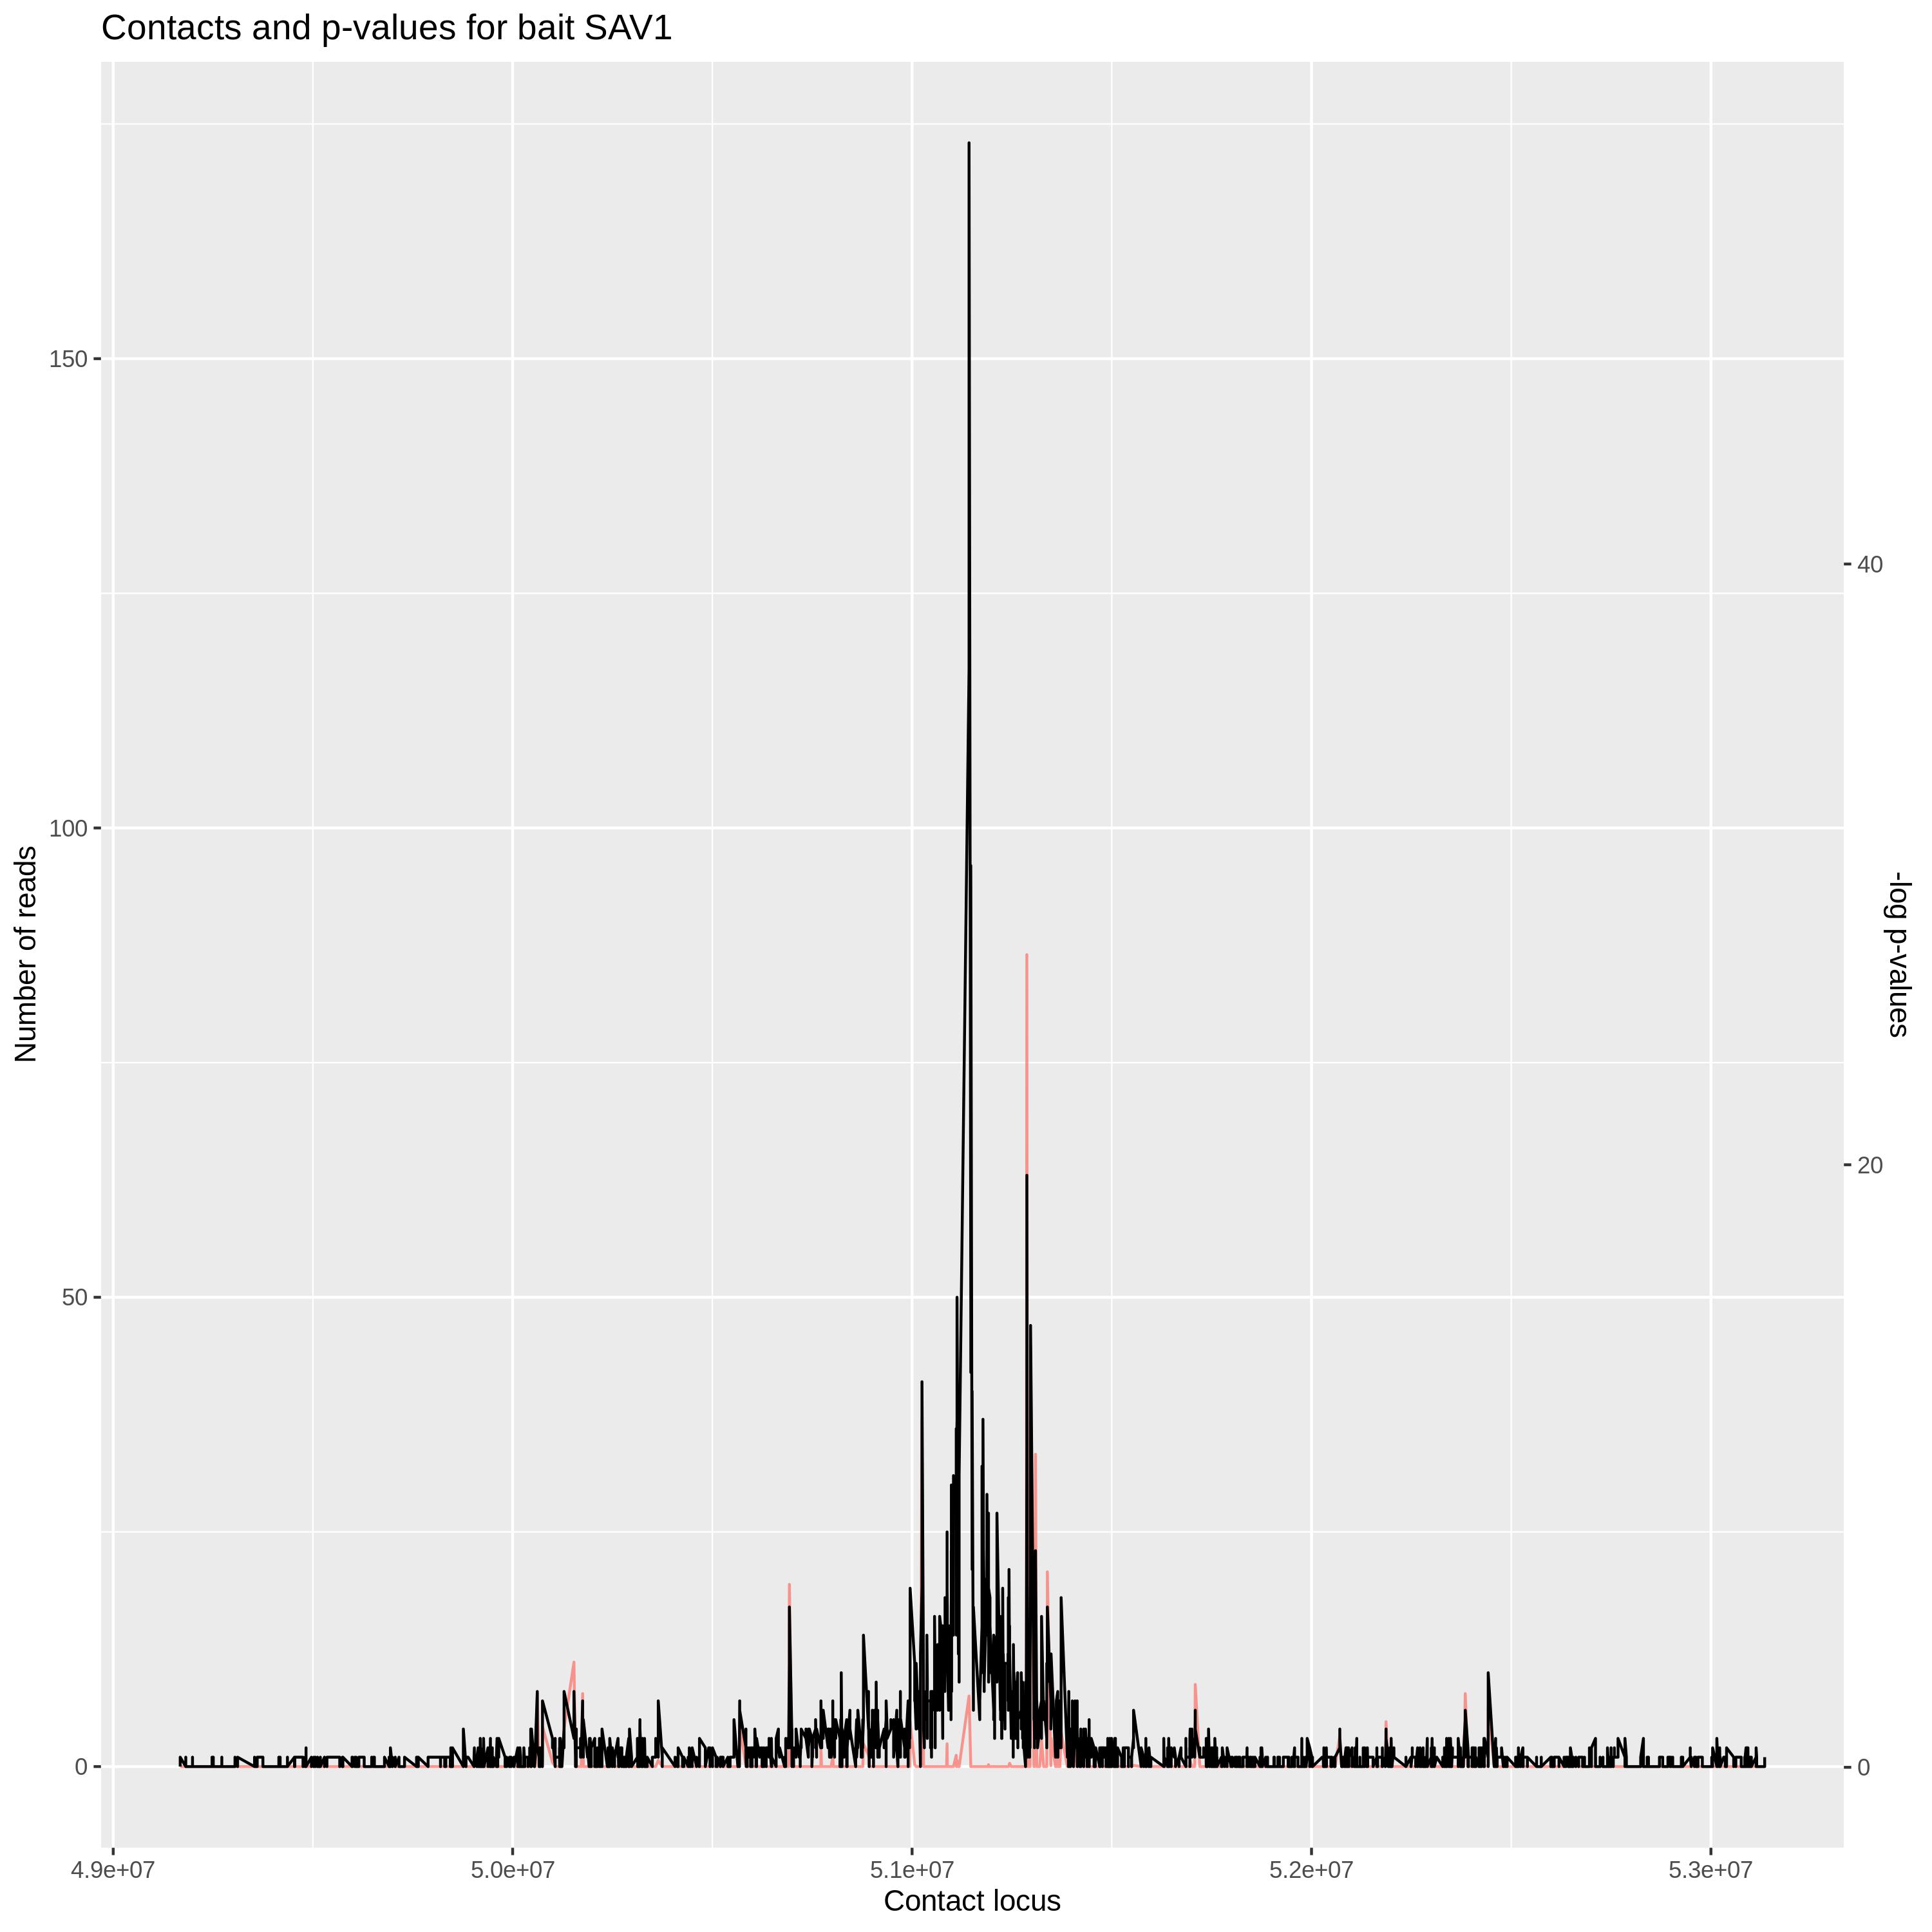 Contacts and p-values for bait SAV1
150
100
50
0
Number of reads
40
20
0
-log p-values
4.9e+07
5.0e+07
5.1e+07
5.2e+07
5.3e+07
Contact locus